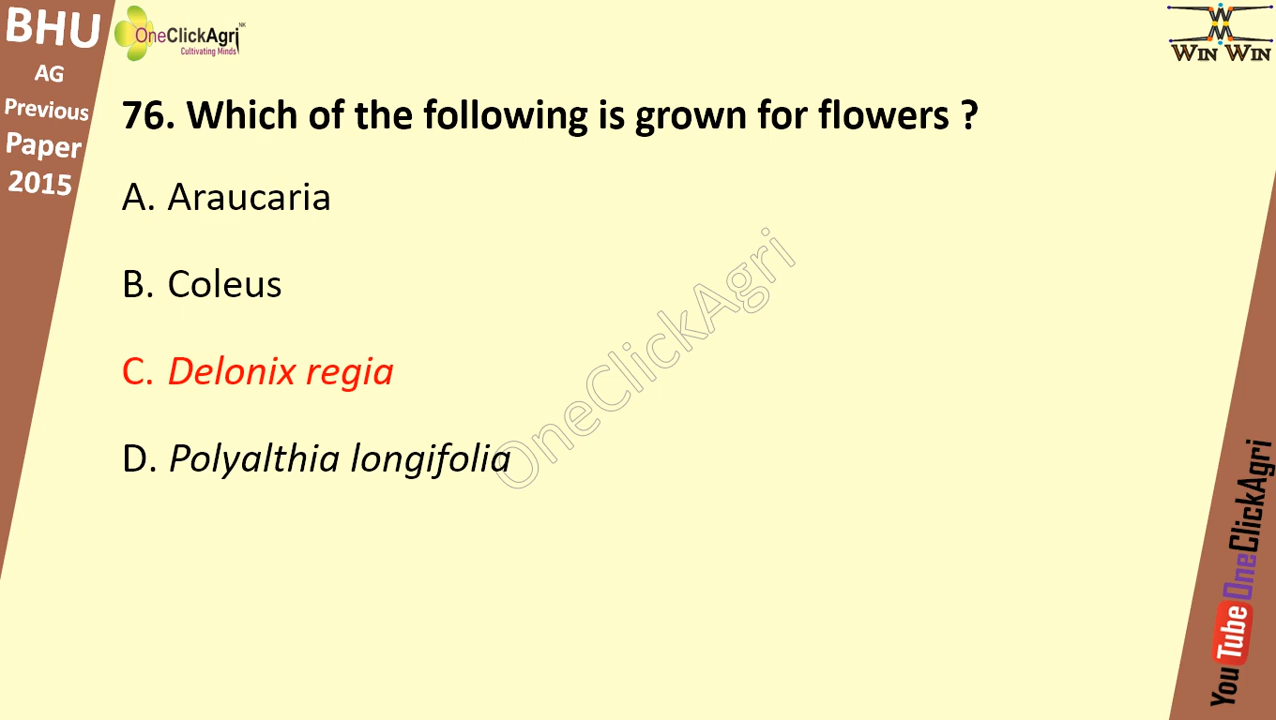 BHU
AG
Previous
Paper
2015
OneClickAgri NK
Cultivating Minds
WIN WIN
76. Which of the following is grown for flowers ?
A. Araucaria
B. Coleus
C. Delonix regia
D. Polyalthia longifolia
OneClickAgri
YouTube OneClickAgri